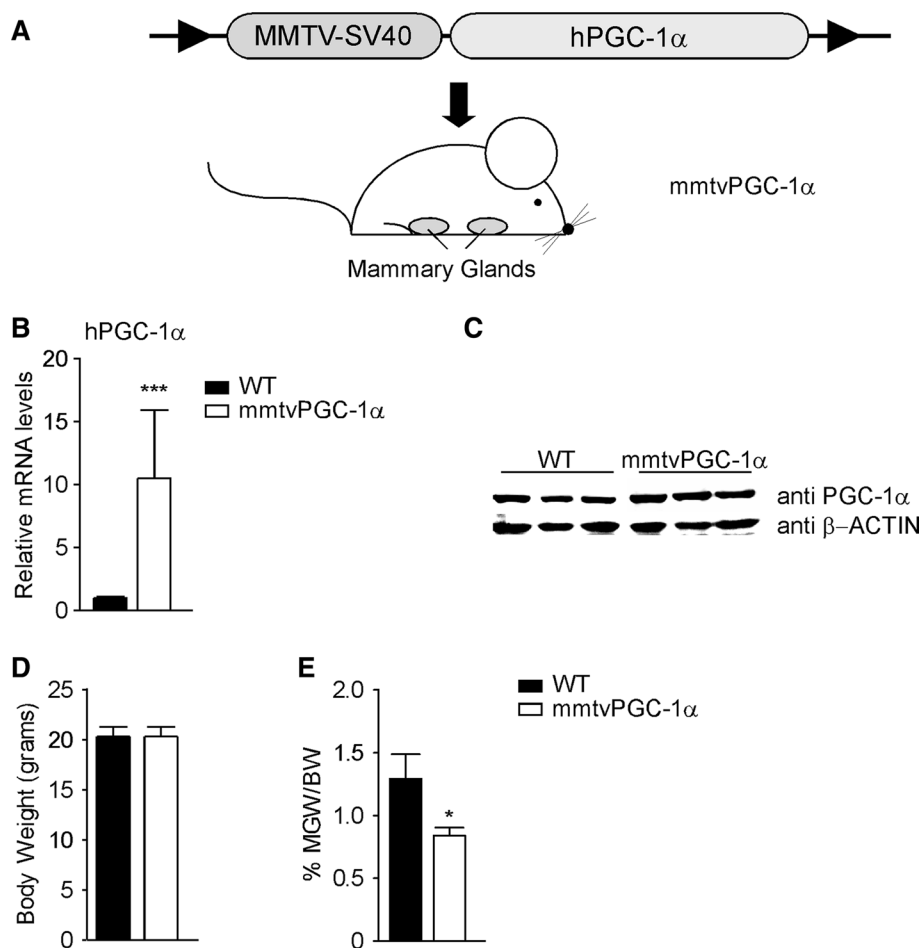 A
MMTV-SV40
hPGC-1α
mmtvPGC-1α
Mammary Glands
B
hPGC-1α
Relative mRNA levels
20
15
10
5
0
***
WT
mmtvPGC-1α
C
WT
mmtvPGC-1α
anti PGC-1α
anti β–ACTIN
D
Body Weight (grams)
25
20
15
10
5
0
E
% MGW/BW
2.0
1.5
1.0
0.5
0
*
WT
mmtvPGC-1α